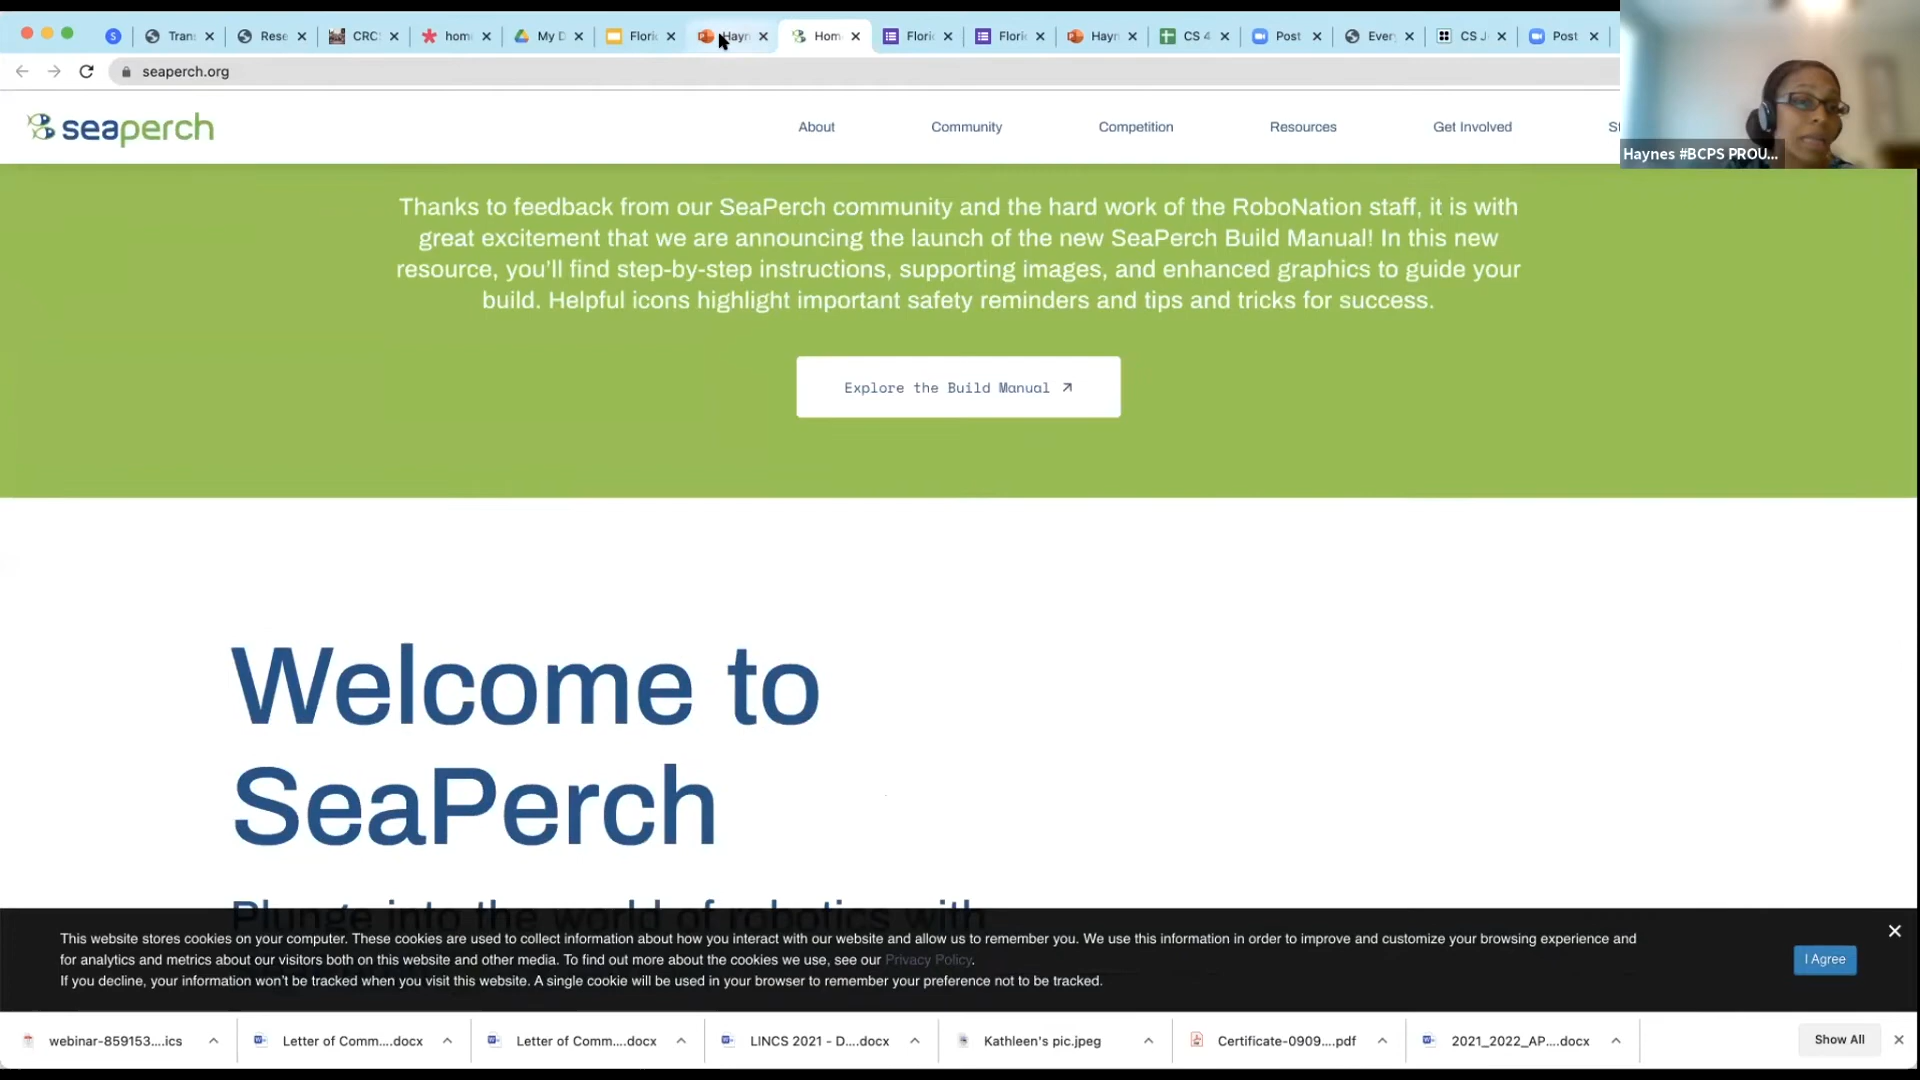 Tran
Rese
CRC
hom
My D
Flori
Hayn
Hom
Flori
Flori
Hayn
CS 4
Post
Ever
CS J
Post
seaperch.org
seaperch
About
Community
Competition
Resources
Get Involved
Haynes #BCPS PROU...
Thanks to feedback from our SeaPerch community and the hard work of the RoboNation staff, it is with
great excitement that we are announcing the launch of the new SeaPerch Build Manual! In this new
resource, you'll find step-by-step instructions, supporting images, and enhanced graphics to guide your
build. Helpful icons highlight important safety reminders and tips and tricks for success.
Explore the Build Manual ↗
Welcome to
SeaPerch
Plunge into the world of robotics with
This website stores cookies on your computer. These cookies are used to collect information about how you interact with our website and allow us to remember you. We use this information in order to improve and customize your browsing experience and
for analytics and metrics about our visitors both on this website and other media. To find out more about the cookies we use, see our Privacy Policy.
If you decline, your information won't be tracked when you visit this website. A single cookie will be used in your browser to remember your preference not to be tracked.
I Agree
webinar-859153....ics
Letter of Comm....docx
Letter of Comm....docx
LINCS 2021 - D....docx
Kathleen's pic.jpeg
Certificate-0909....pdf
2021_2022_AP....docx
Show All